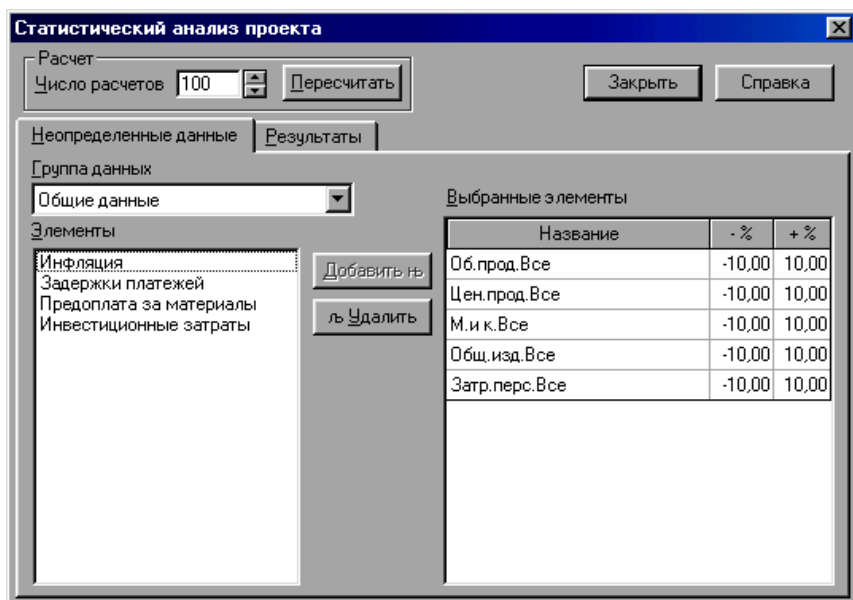 Статистический анализ проекта
Расчет
Число расчетов 100 Пересчитать Закрыть Справка
Неопределенные данные Результаты
Группа данных
Общие данные
Элементы
Инфляция
Задержки платежей
Предоплата за материалы
Инвестиционные затраты
Добавить њ
љ Удалить
Выбранные элементы
Название - % + %
Об.прод.Все -10,00 10,00
Цен.прод.Все -10,00 10,00
М.и к.Все -10,00 10,00
Общ.изд.Все -10,00 10,00
Затр.перс.Все -10,00 10,00